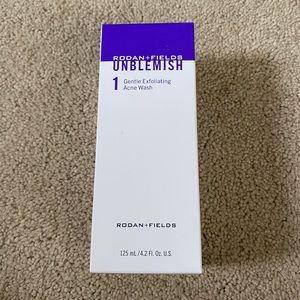 RODAN+FIELDS
UNBLEMISH
1 Gentle Exfoliating
Acne Wash
RODAN+FIELDS
125 mL/4.2 Fl. Oz. U.S.